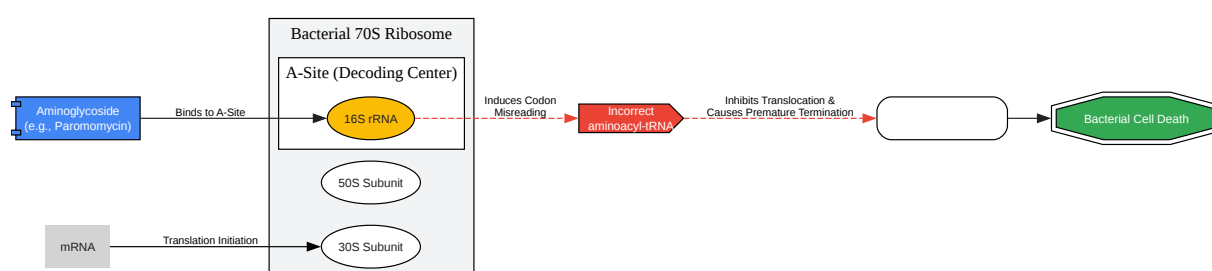 Bacterial 70S Ribosome
A-Site (Decoding Center)
Aminoglycoside
(e.g., Paromomycin)
Binds to A-Site
16S rRNA
Induces Codon
Misreading
Incorrect
aminoacyl-tRNA
Inhibits Translocation &
Causes Premature Termination
Bacterial Cell Death
50S Subunit
mRNA
Translation Initiation
30S Subunit